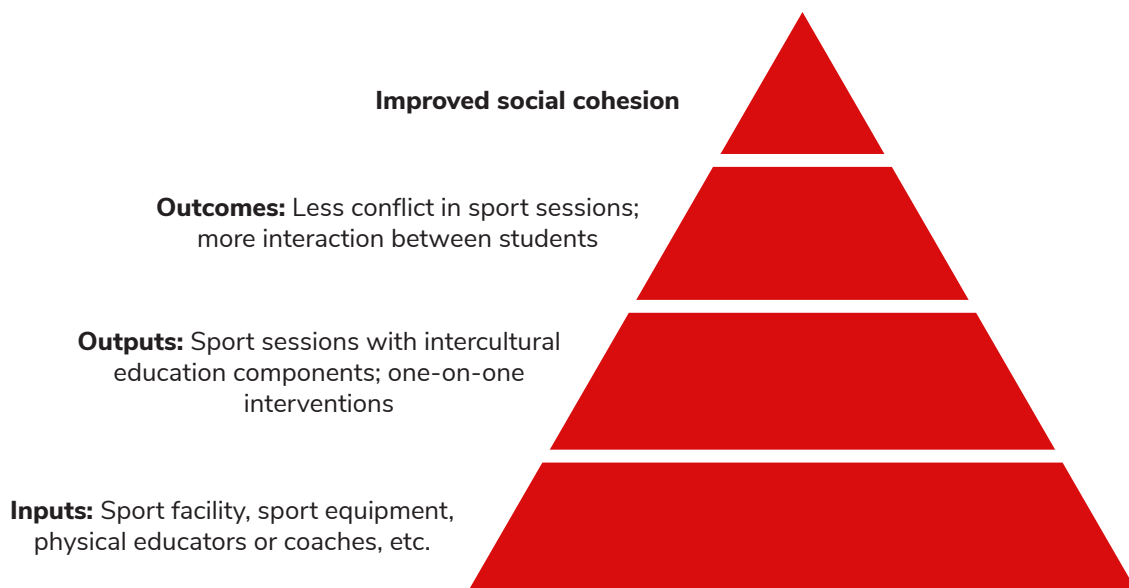 Improved social cohesion
Outcomes: Less conflict in sport sessions;
more interaction between students
Outputs: Sport sessions with intercultural
education components; one-on-one
interventions
Inputs: Sport facility, sport equipment,
physical educators or coaches, etc.